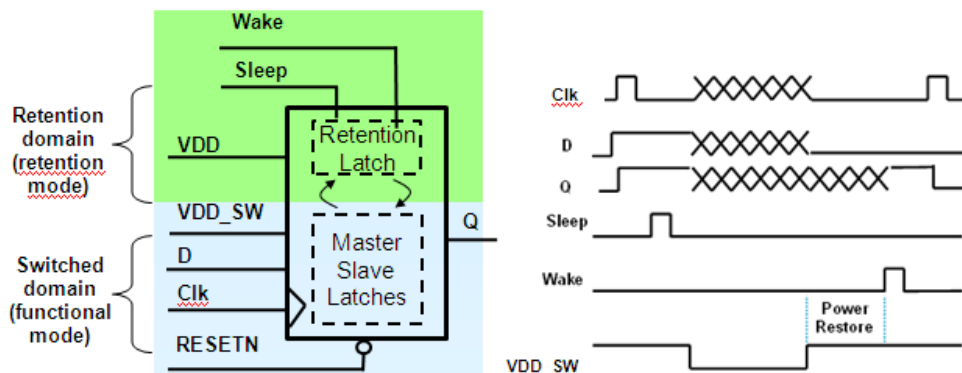 Wake
Sleep
Retention
domain
(retention
mode)
VDD
Retention
Latch
VDD_SW
D
Clk
RESETN
Switched
domain
(functional
mode)
Master
Slave
Latches
Q
Clk
D
Q
Sleep
Wake
Power
Restore
VDD_SW